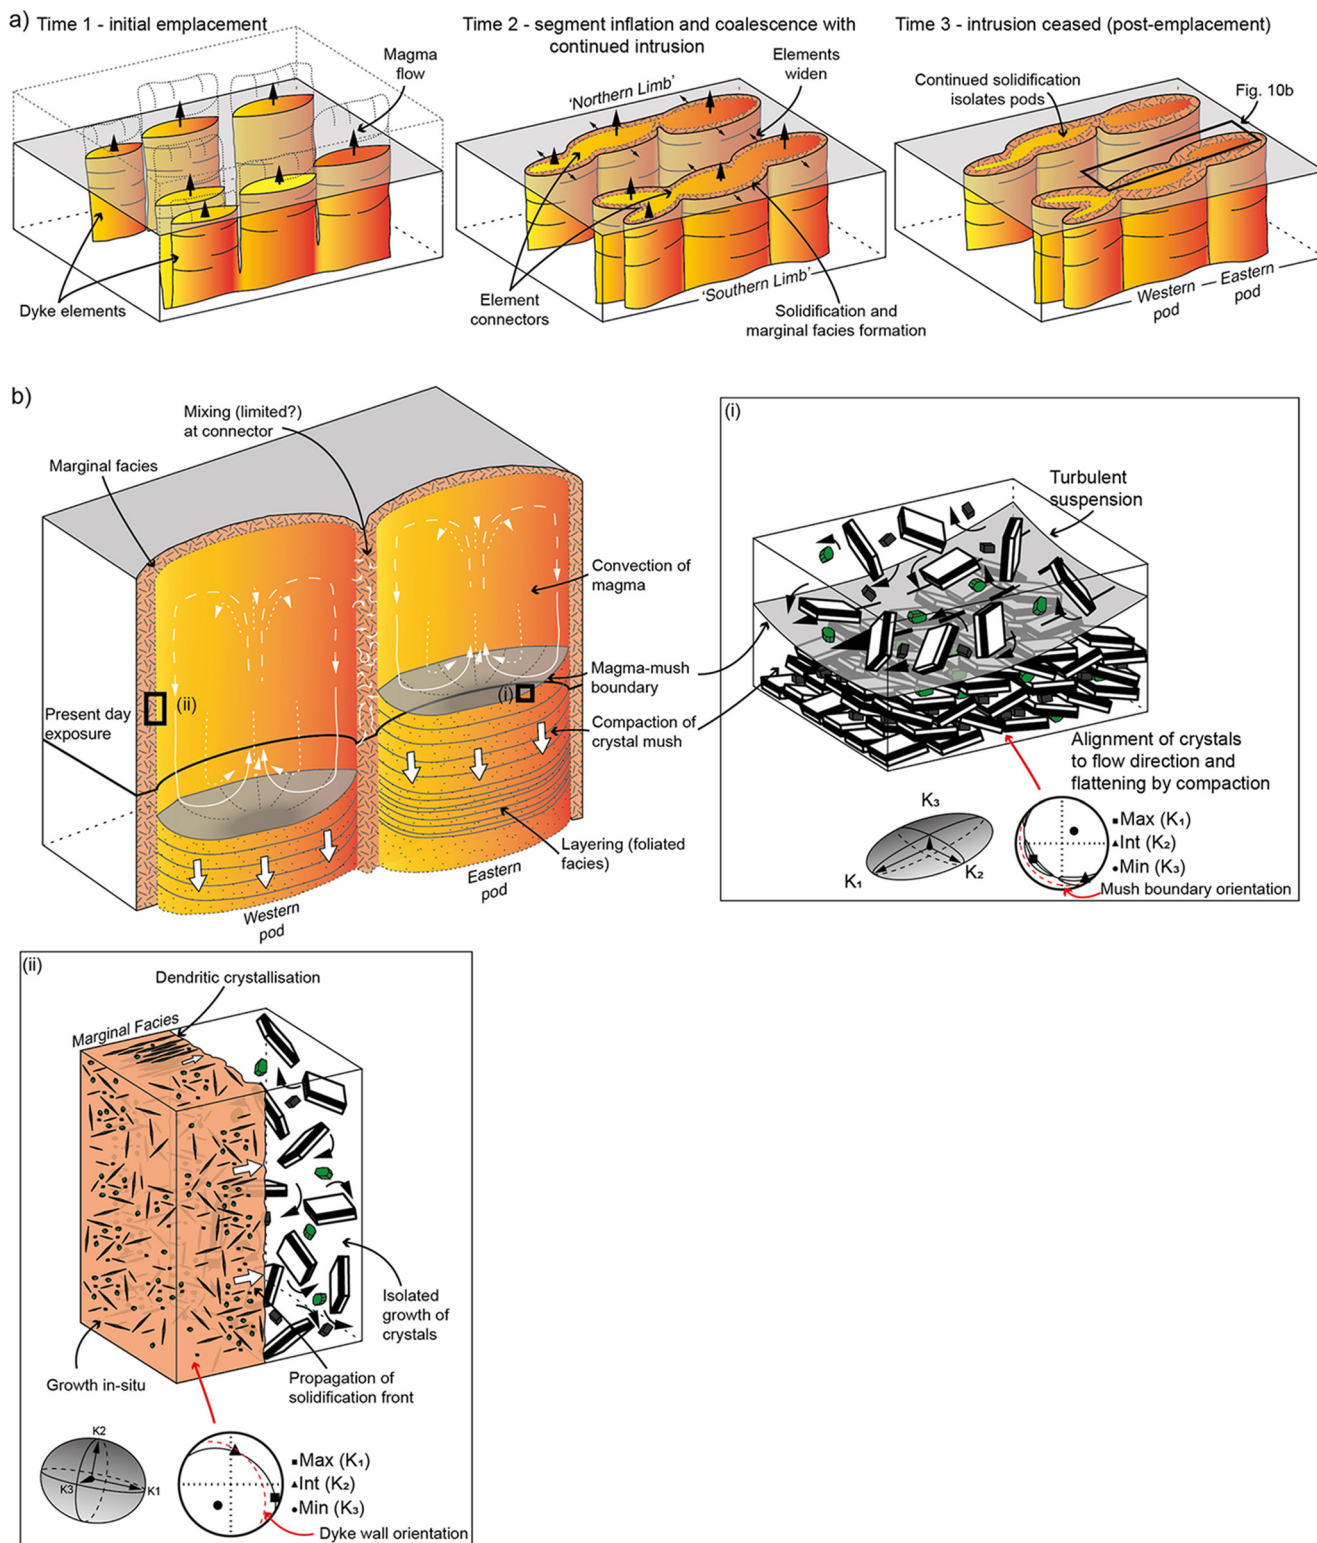 a)
Time 1 - initial emplacement
Magma
flow
Dyke elements
Time 2 - segment inflation and coalescence with
continued intrusion
Elements
widen
'Northern Limb'
Element
connectors
'Southern Limb'
Solidification and
marginal facies formation
Time 3 - intrusion ceased (post-emplacement)
Continued solidification
isolates pods
Fig. 10b
Western
pod
Eastern
pod
b)
Mixing (limited?)
at connector
Marginal facies
Convection of
magma
Magma-mush
boundary
(i)
(ii)
Present day
exposure
Compaction of
crystal mush
Layering (foliated
facies)
Eastern
pod
Western
pod
(i)
Turbulent
suspension
Alignment of crystals
to flow direction and
flattening by compaction
K₃
K₁
K₂
Max (K₁)
Int (K₂)
Min (K₃)
Mush boundary orientation
(ii)
Dendritic crystallisation
Marginal Facies
Isolated
growth of
crystals
Growth in-situ
Propagation of
solidification front
K2
K3
K1
Max (K₁)
Int (K₂)
Min (K₃)
Dyke wall orientation